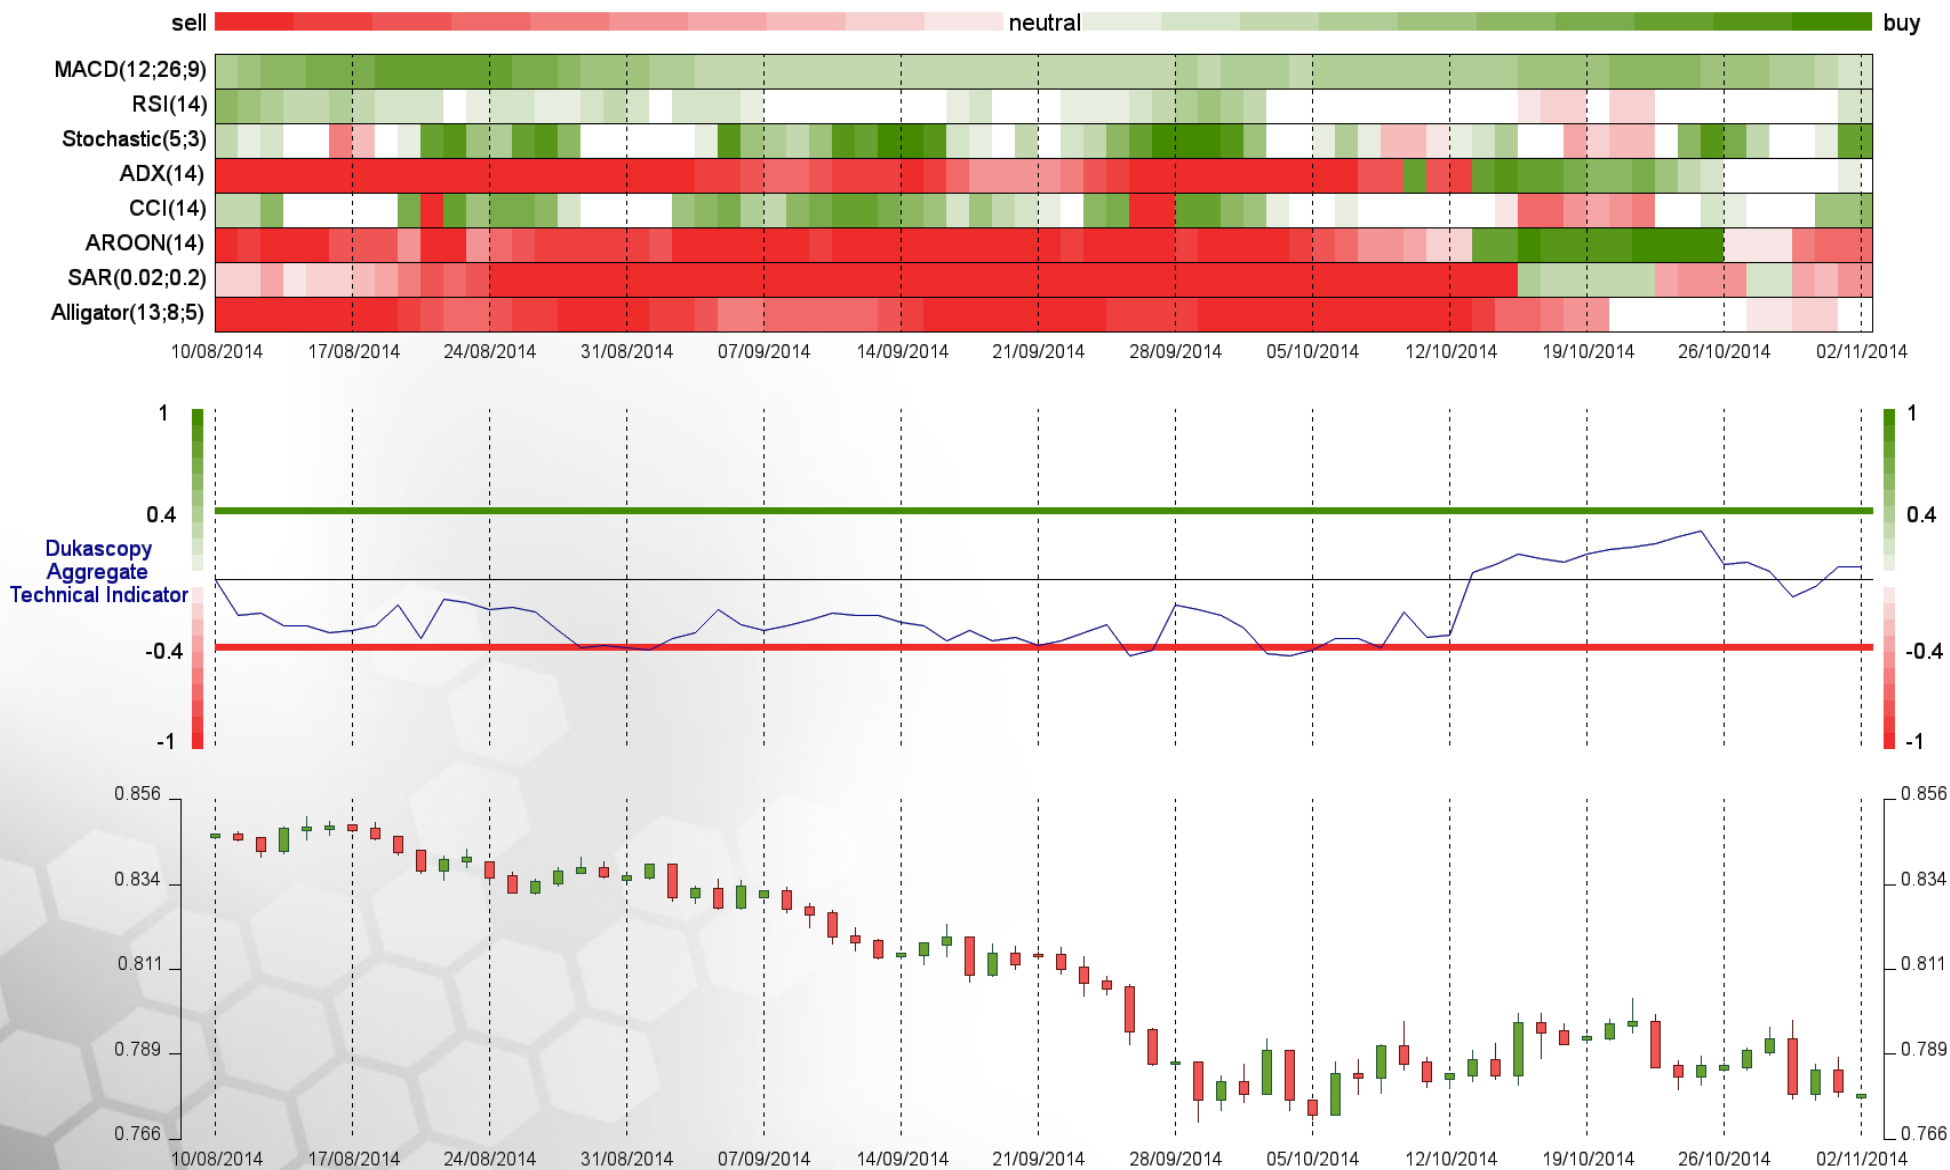 sell neutral buy
MACD(12;26;9)
RSI(14)
Stochastic(5;3)
ADX(14)
CCI(14)
AROON(14)
SAR(0.02;0.2)
Alligator(13;8;5)
10/08/2014 17/08/2014 24/08/2014 31/08/2014 07/09/2014 14/09/2014 21/09/2014 28/09/2014 05/10/2014 12/10/2014 19/10/2014 26/10/2014 02/11/2014
1 1
0.4 0.4
Dukascopy
Aggregate
Technical Indicator
-0.4 -0.4
-1 -1
0.856 0.856
0.834 0.834
0.811 0.811
0.789 0.789
0.766 0.766
10/08/2014 17/08/2014 24/08/2014 31/08/2014 07/09/2014 14/09/2014 21/09/2014 28/09/2014 05/10/2014 12/10/2014 19/10/2014 26/10/2014 02/11/2014